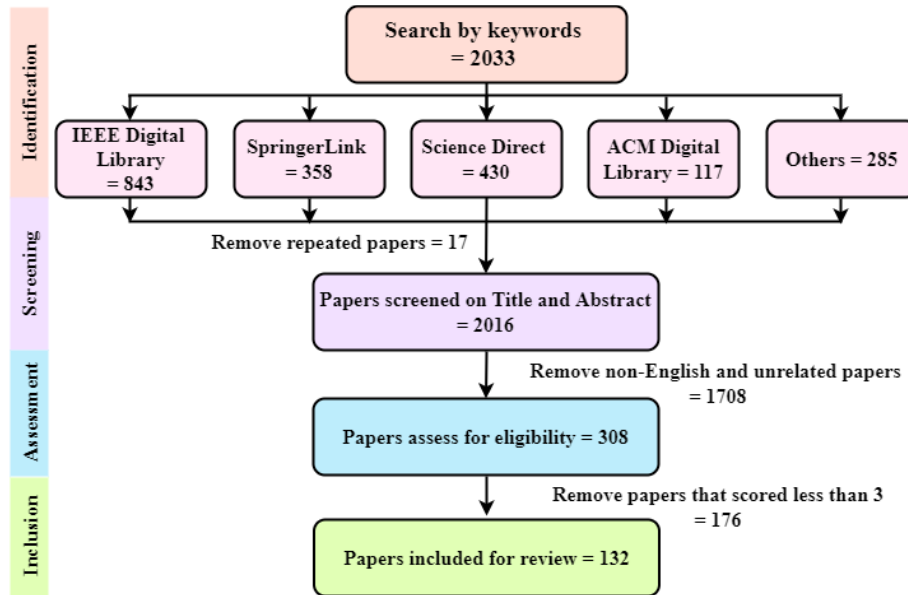 Identification
Search by keywords
= 2033
IEEE Digital
Library
= 843
SpringerLink
= 358
Science Direct
= 430
ACM Digital
Library = 117
Others = 285
Screening
Remove repeated papers = 17
Papers screened on Title and Abstract
= 2016
Assessment
Remove non-English and unrelated papers
= 1708
Papers assess for eligibility = 308
Inclusion
Remove papers that scored less than 3
= 176
Papers included for review = 132